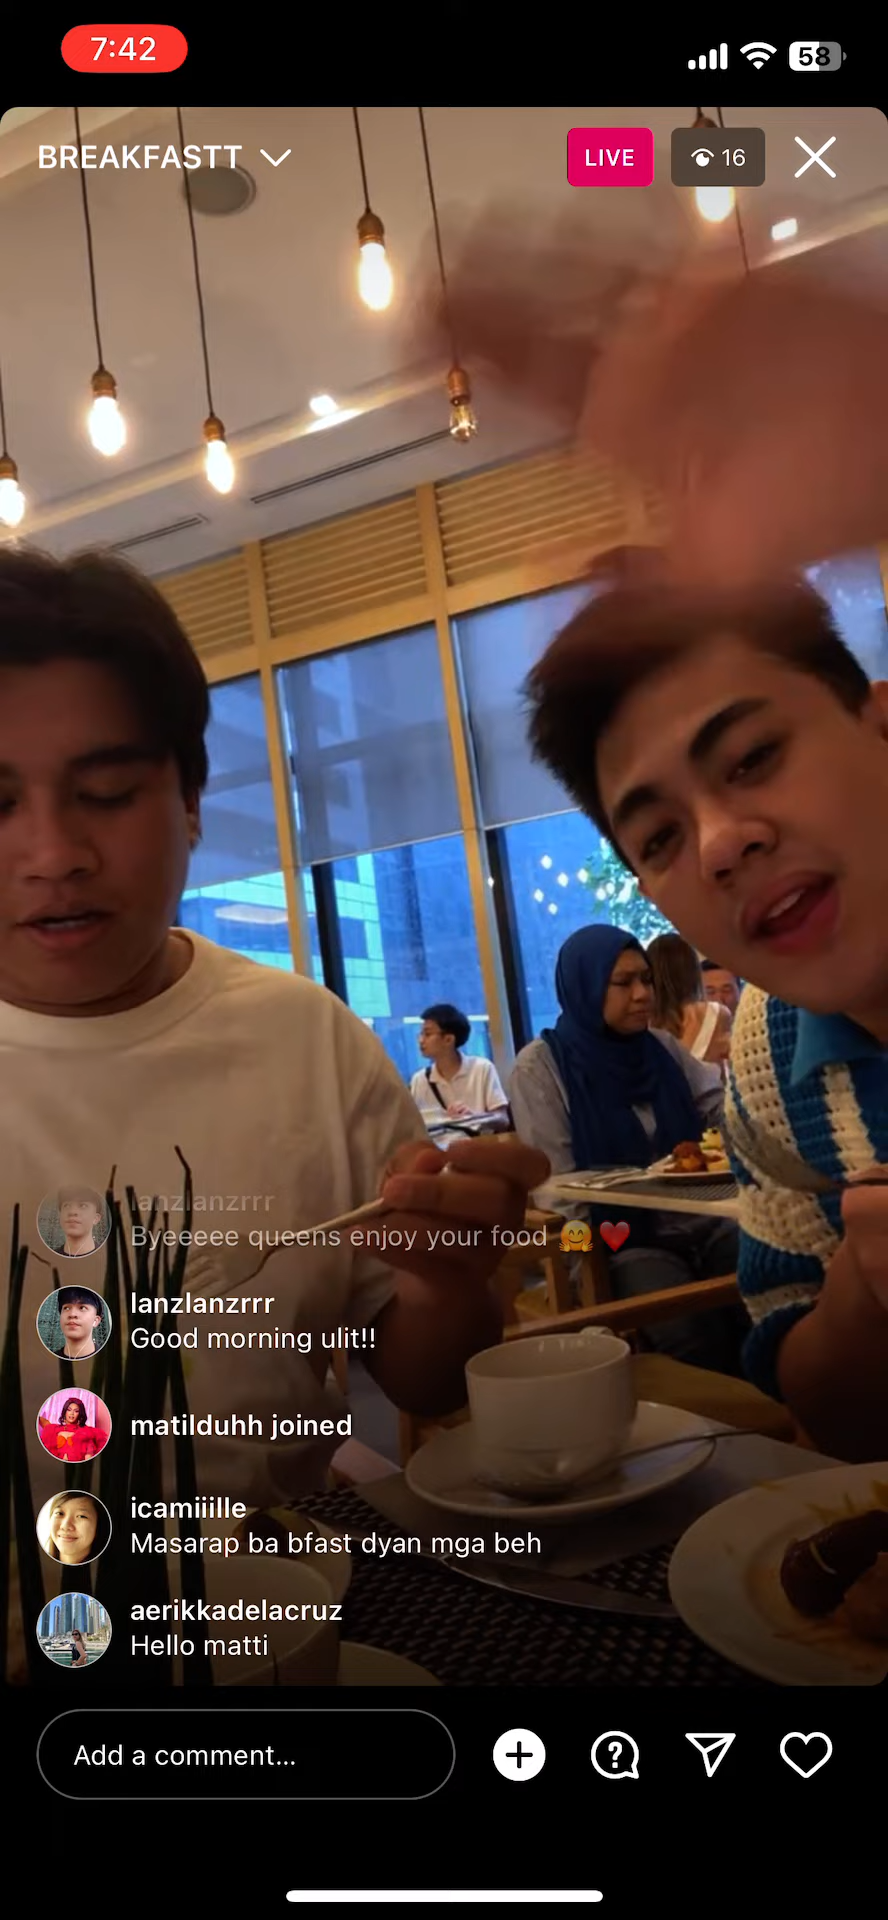 7:42
58
BREAKFASTT
LIVE
16
lanzlanzrrr
Byeeeee queens enjoy your food 🤗❤️
lanzlanzrrr
Good morning ulit!!
matilduhh joined
icamiiille
Masarap ba bfast dyan mga beh
aerikkadelacruz
Hello matti
Add a comment...